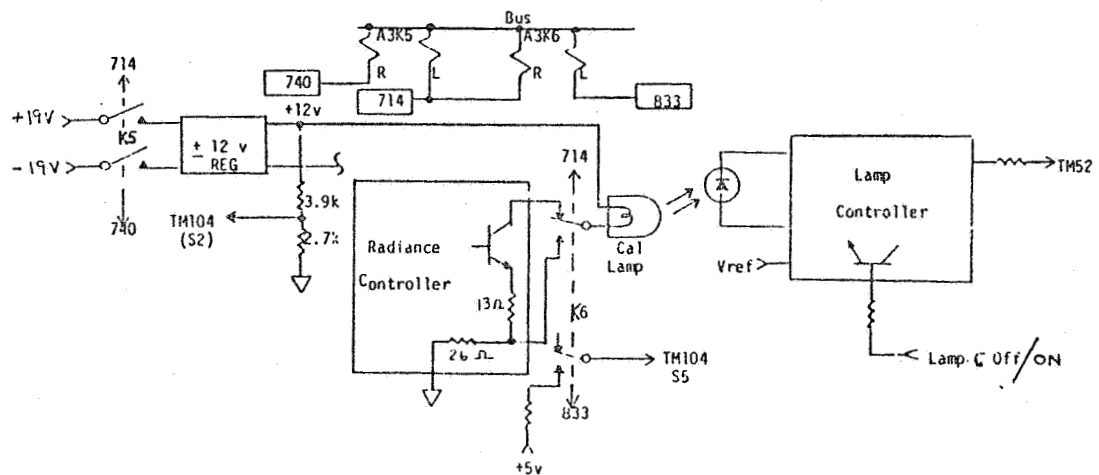 Bus
A3K5
A3K6
R
L
R
L
740
714
833
714
+12v
+19V
K5
± 12 v
REG
-19V
714
3.9k
TM104
(S2)
740
2.7k
Radiance
Controller
Cal
Lamp
Lamp
Controller
TM52
Vref
13Ω
K6
26 Ω
TM104
S5
Lamp C Off/ON
833
+5v